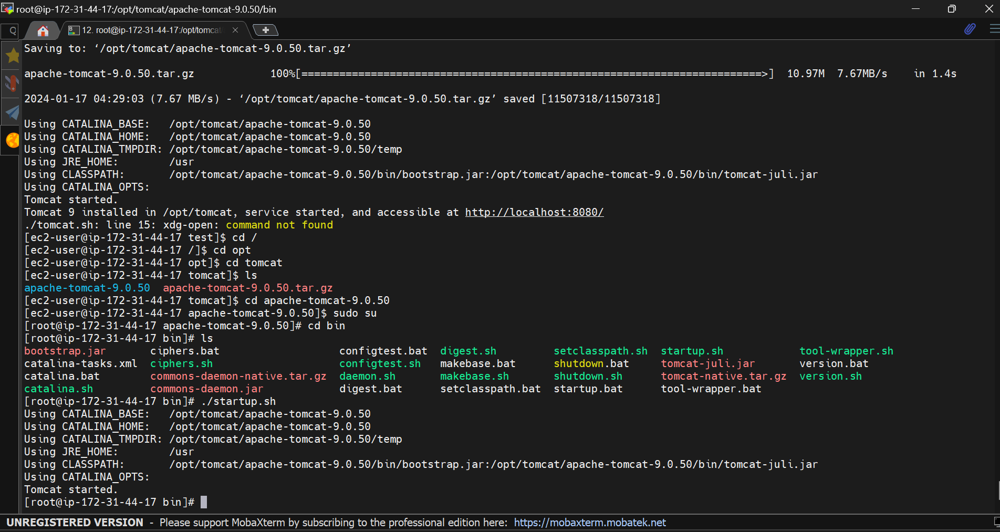 root@ip-172-31-44-17:/opt/tomcat/apache-tomcat-9.0.50/bin
12. root@ip-172-31-44-17:/opt/tomcat/
Saving to: ‘/opt/tomcat/apache-tomcat-9.0.50.tar.gz’
apache-tomcat-9.0.50.tar.gz            100%[=========================================================================>]  10.97M  7.67MB/s    in 1.4s
2024-01-17 04:29:03 (7.67 MB/s) - ‘/opt/tomcat/apache-tomcat-9.0.50.tar.gz’ saved [11507318/11507318]
Using CATALINA_BASE:   /opt/tomcat/apache-tomcat-9.0.50
Using CATALINA_HOME:   /opt/tomcat/apache-tomcat-9.0.50
Using CATALINA_TMPDIR: /opt/tomcat/apache-tomcat-9.0.50/temp
Using JRE_HOME:        /usr
Using CLASSPATH:       /opt/tomcat/apache-tomcat-9.0.50/bin/bootstrap.jar:/opt/tomcat/apache-tomcat-9.0.50/bin/tomcat-juli.jar
Using CATALINA_OPTS:
Tomcat started.
Tomcat 9 installed in /opt/tomcat, service started, and accessible at http://localhost:8080/
./tomcat.sh: line 15: xdg-open: command not found
[ec2-user@ip-172-31-44-17 test]$ cd /
[ec2-user@ip-172-31-44-17 /]$ cd opt
[ec2-user@ip-172-31-44-17 opt]$ cd tomcat
[ec2-user@ip-172-31-44-17 tomcat]$ ls
apache-tomcat-9.0.50  apache-tomcat-9.0.50.tar.gz
[ec2-user@ip-172-31-44-17 tomcat]$ cd apache-tomcat-9.0.50
[ec2-user@ip-172-31-44-17 apache-tomcat-9.0.50]$ sudo su
[root@ip-172-31-44-17 apache-tomcat-9.0.50]# cd bin
[root@ip-172-31-44-17 bin]# ls
bootstrap.jar       ciphers.bat                   configtest.bat  digest.sh         setclasspath.sh  startup.sh            tool-wrapper.sh
catalina-tasks.xml  ciphers.sh                    configtest.sh   makebase.bat      shutdown.bat     tomcat-juli.jar       version.bat
catalina.bat        commons-daemon-native.tar.gz  daemon.sh       makebase.sh       shutdown.sh      tomcat-native.tar.gz  version.sh
catalina.sh         commons-daemon.jar            digest.bat      setclasspath.bat  startup.bat      tool-wrapper.bat
[root@ip-172-31-44-17 bin]# ./startup.sh
Using CATALINA_BASE:   /opt/tomcat/apache-tomcat-9.0.50
Using CATALINA_HOME:   /opt/tomcat/apache-tomcat-9.0.50
Using CATALINA_TMPDIR: /opt/tomcat/apache-tomcat-9.0.50/temp
Using JRE_HOME:        /usr
Using CLASSPATH:       /opt/tomcat/apache-tomcat-9.0.50/bin/bootstrap.jar:/opt/tomcat/apache-tomcat-9.0.50/bin/tomcat-juli.jar
Using CATALINA_OPTS:
Tomcat started.
[root@ip-172-31-44-17 bin]#
UNREGISTERED VERSION  -  Please support MobaXterm by subscribing to the professional edition here:  https://mobaxterm.mobatek.net